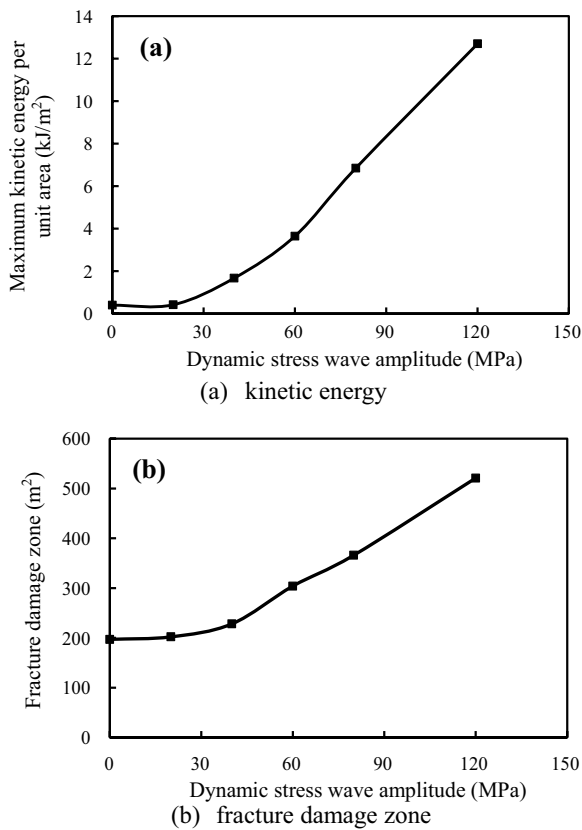 14
12
10
8
6
4
2
0
(a)
Maximum kinetic energy per
unit area (kJ/m²)
0 30 60 90 120 150
Dynamic stress wave amplitude (MPa)
(a) kinetic energy
600
500
400
300
200
100
0
(b)
Fracture damage zone (m²)
0 30 60 90 120 150
Dynamic stress wave amplitude (MPa)
(b) fracture damage zone